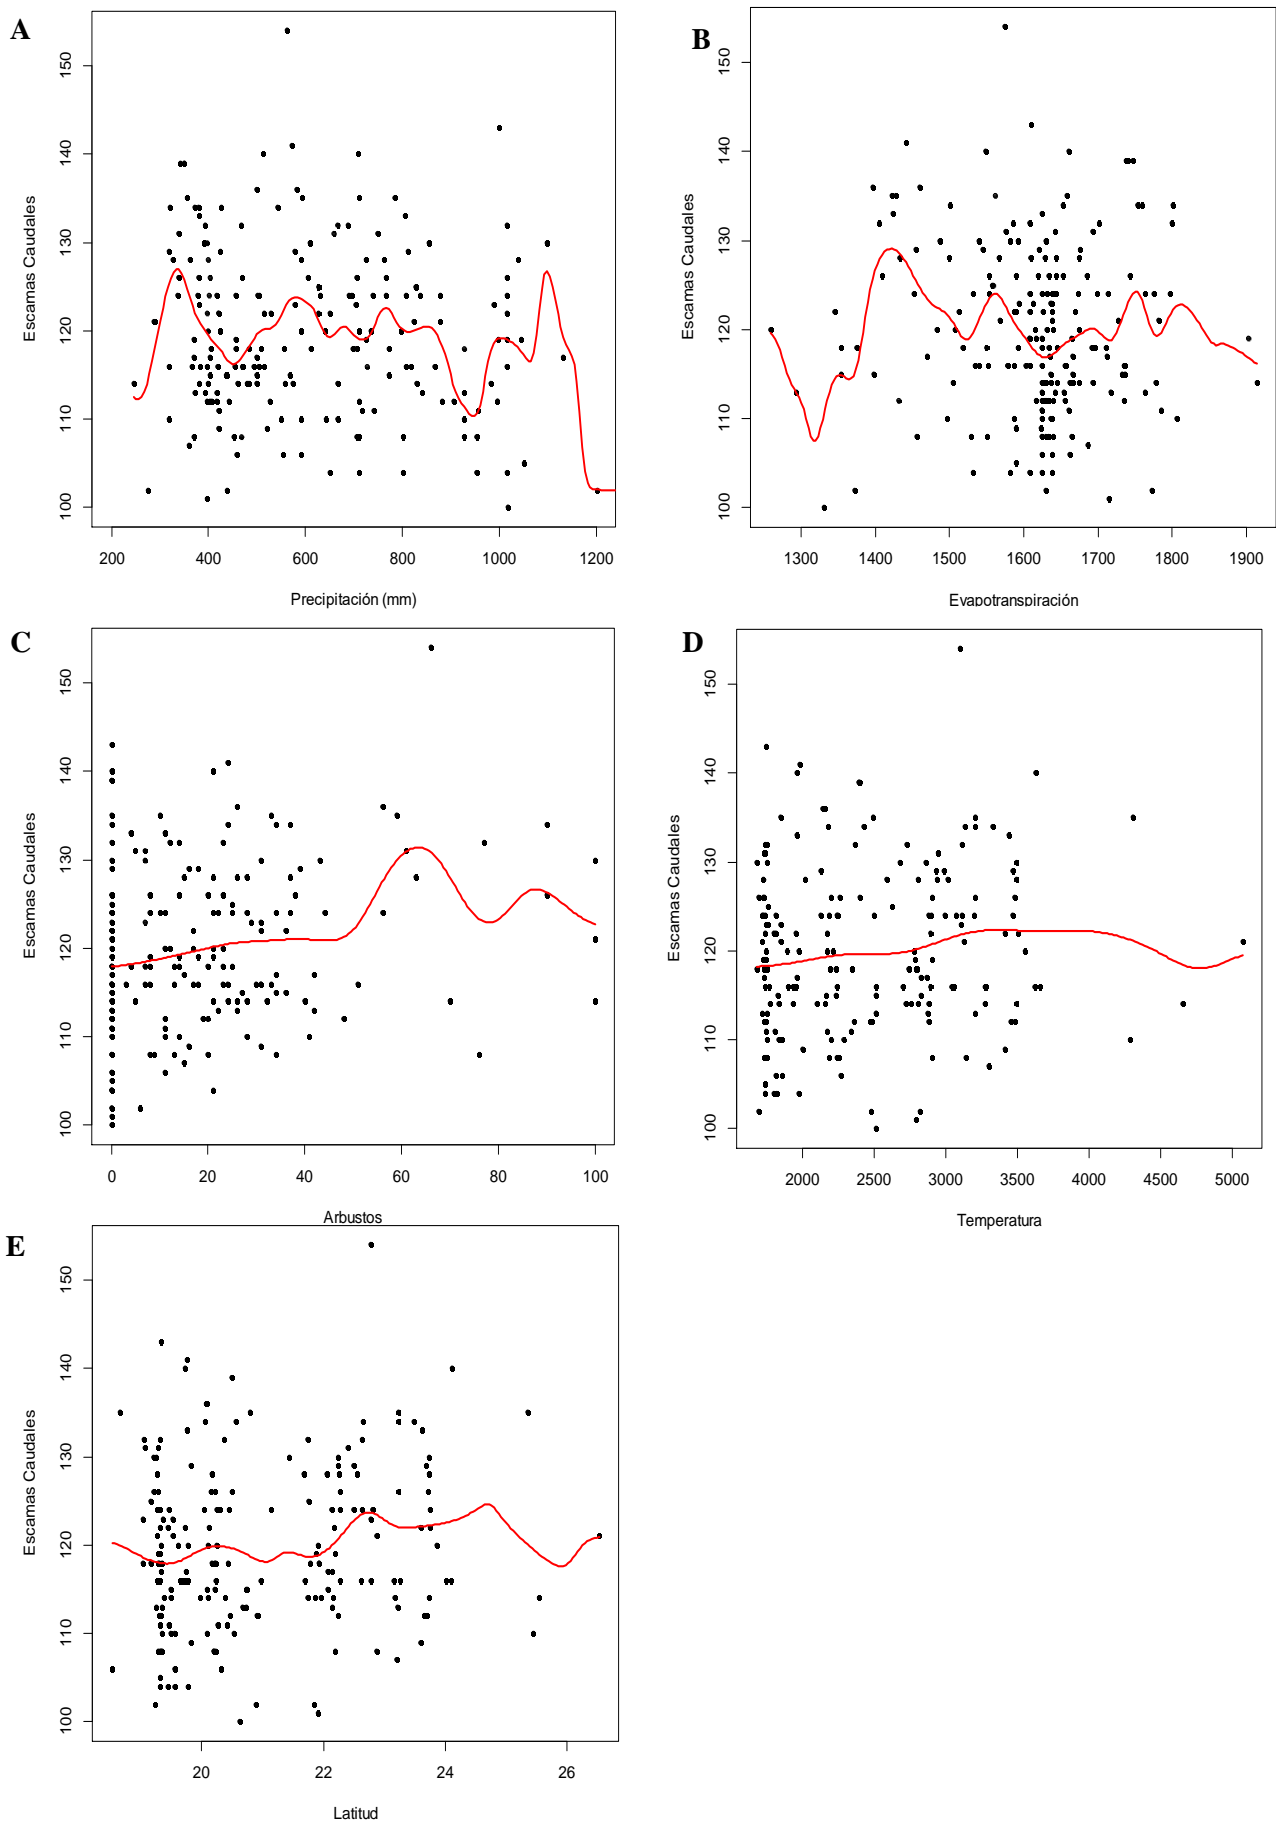 A
Escamas Caudales
100 110 120 130 140 150
200 400 600 800 1000 1200
Precipitación (mm)
B
Escamas Caudales
100 110 120 130 140 150
1300 1400 1500 1600 1700 1800 1900
Evapotranspiración
C
Escamas Caudales
100 110 120 130 140 150
0 20 40 60 80 100
Arbustos
D
Escamas Caudales
100 110 120 130 140 150
2000 2500 3000 3500 4000 4500 5000
Temperatura
E
Escamas Caudales
100 110 120 130 140 150
20 22 24 26
Latitud